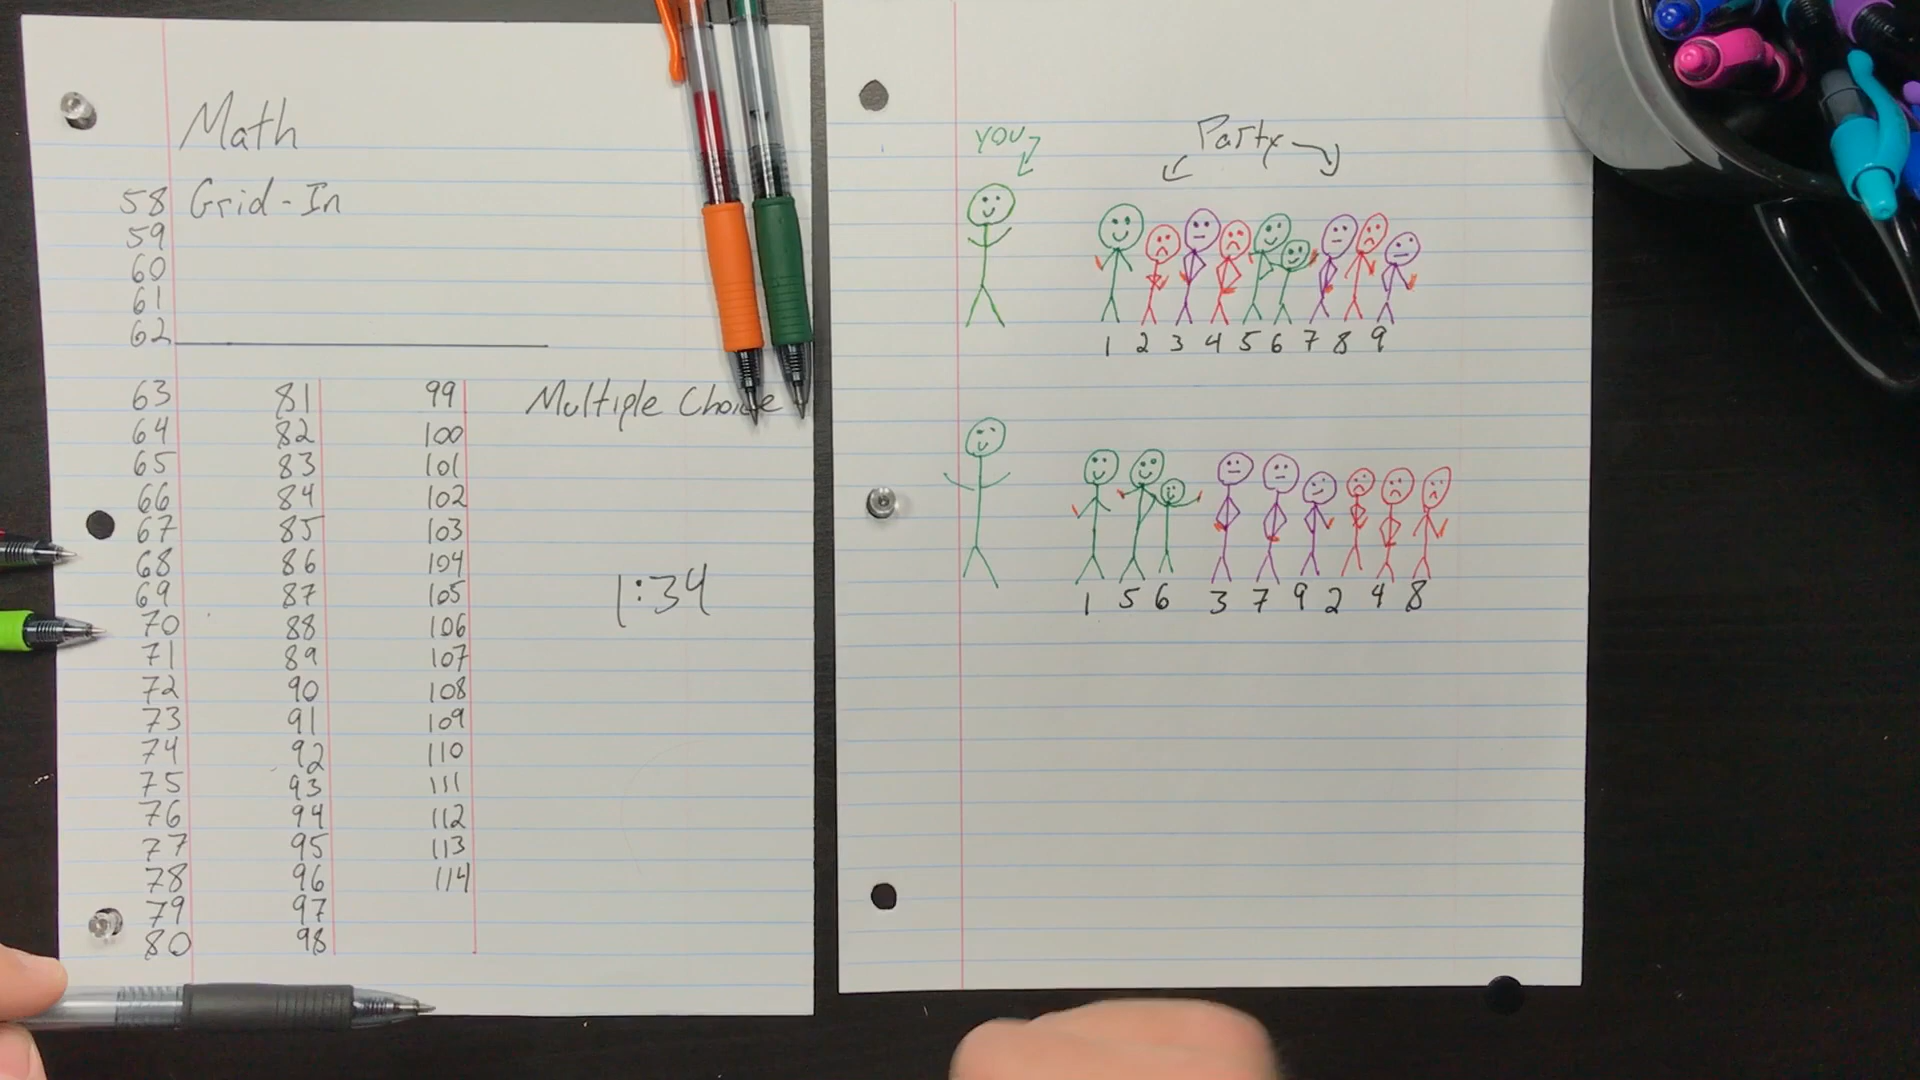 Math
58 Grid-In
59
60
61
62
63 81 99 Multiple Choice
64 82 100
65 83 101
66 84 102
67 85 103
68 86 104
69 87 105
1:34
70 88 106
71 89 107
72 90 108
73 91 109
74 92 110
75 93 111
76 94 112
77 95 113
78 96 114
79 97
80 98
YOU Party
1 2 3 4 5 6 7 8 9
1 5 6 3 7 9 2 4 8